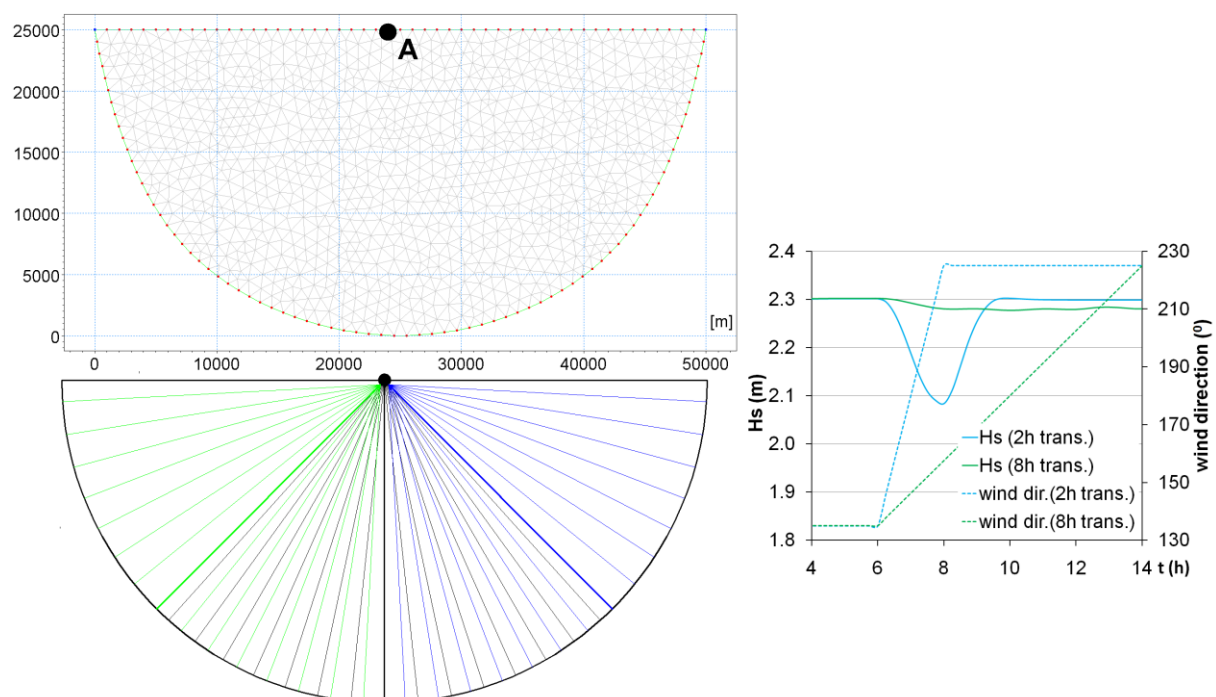 25000
A
20000
15000
10000
5000
0
[m]
0 10000 20000 30000 40000 50000
2.4 230
2.3 210
2.2 190
2.1 170
2.0 150
1.9
1.8 130
Hs (m)
wind direction (º)
Hs (2h trans.)
Hs (8h trans.)
wind dir.(2h trans.)
wind dir.(8h trans.)
4 6 8 10 12 14 t (h)